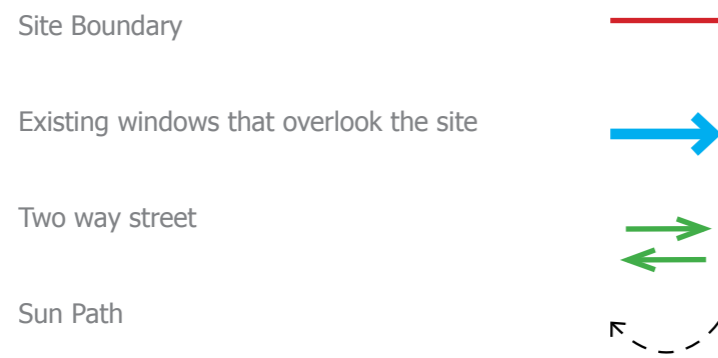 Site Boundary
Existing windows that overlook the site
Two way street
Sun Path